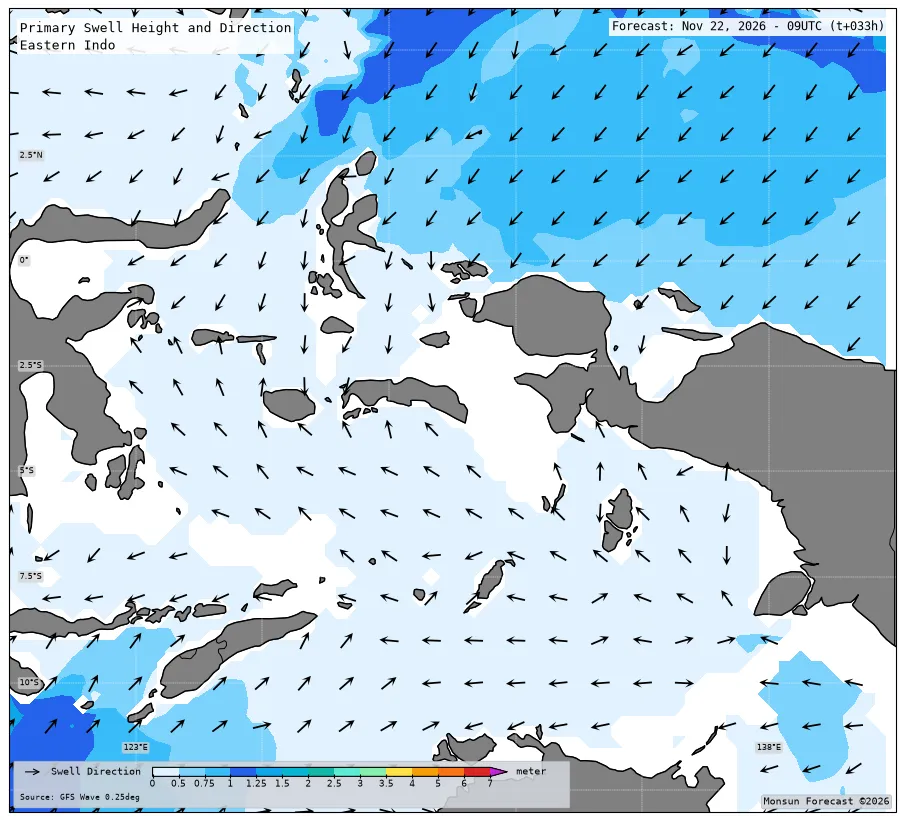 Primary Swell Height and Direction
Eastern Indo
Forecast: Nov 22, 2026 - 09UTC (t+033h)
2.5°N
0°
2.5°S
5°S
7.5°S
10°S
123°E
138°E
Swell Direction
0 0.5 0.75 1 1.25 1.5 2 2.5 3 3.5 4 5 6 7
meter
Source: GFS Wave 0.25deg
Monsun Forecast ©2026